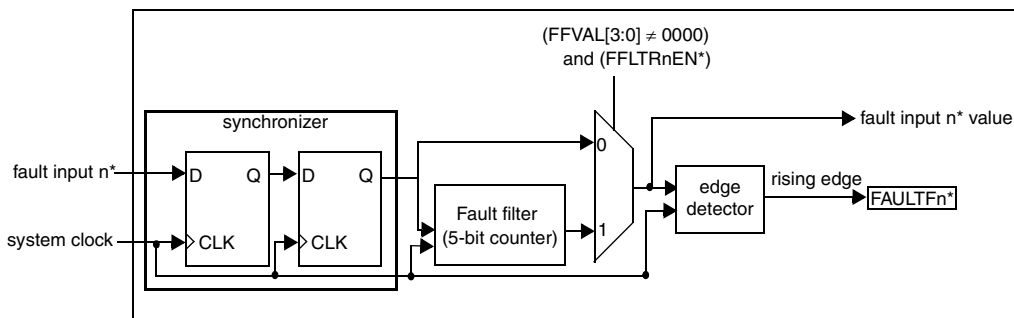 (FFVAL[3:0] ≠ 0000)
and (FFLTRnEN*)
synchronizer
fault input n* value
0
fault input n*
D Q
D Q
rising edge
edge
detector
FAULTFn*
Fault filter
(5-bit counter)
1
system clock
CLK
CLK